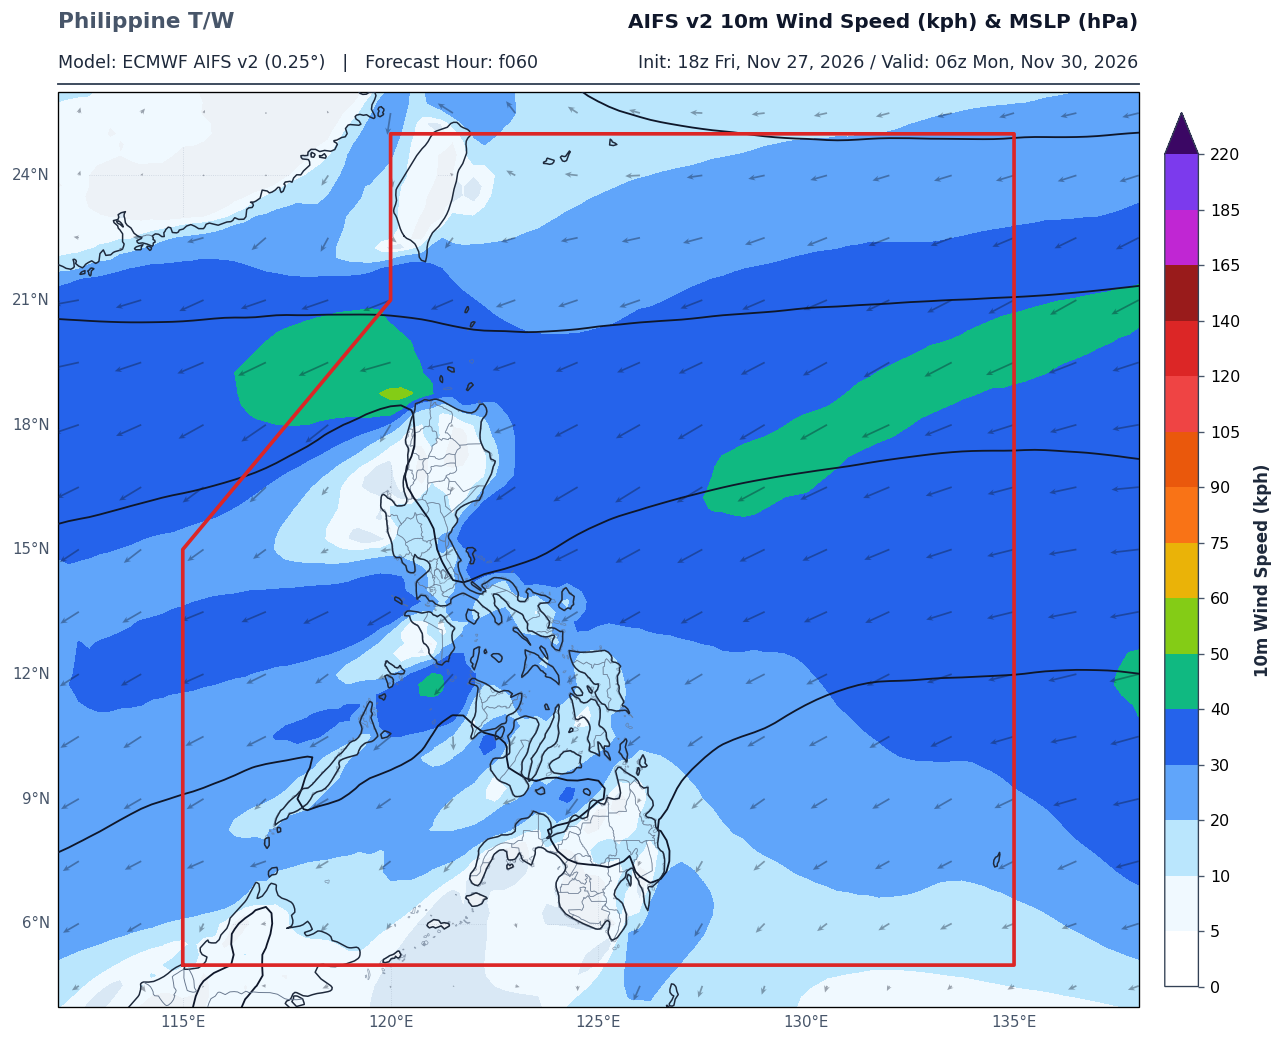 Philippine T/W
AIFS v2 10m Wind Speed (kph) & MSLP (hPa)
Model: ECMWF AIFS v2 (0.25°) | Forecast Hour: f060
Init: 18z Fri, Nov 27, 2026 / Valid: 06z Mon, Nov 30, 2026
24°N
21°N
18°N
15°N
12°N
9°N
6°N
115°E
120°E
125°E
130°E
135°E
220
185
165
140
120
105
90
75
60
50
40
30
20
10
5
0
10m Wind Speed (kph)